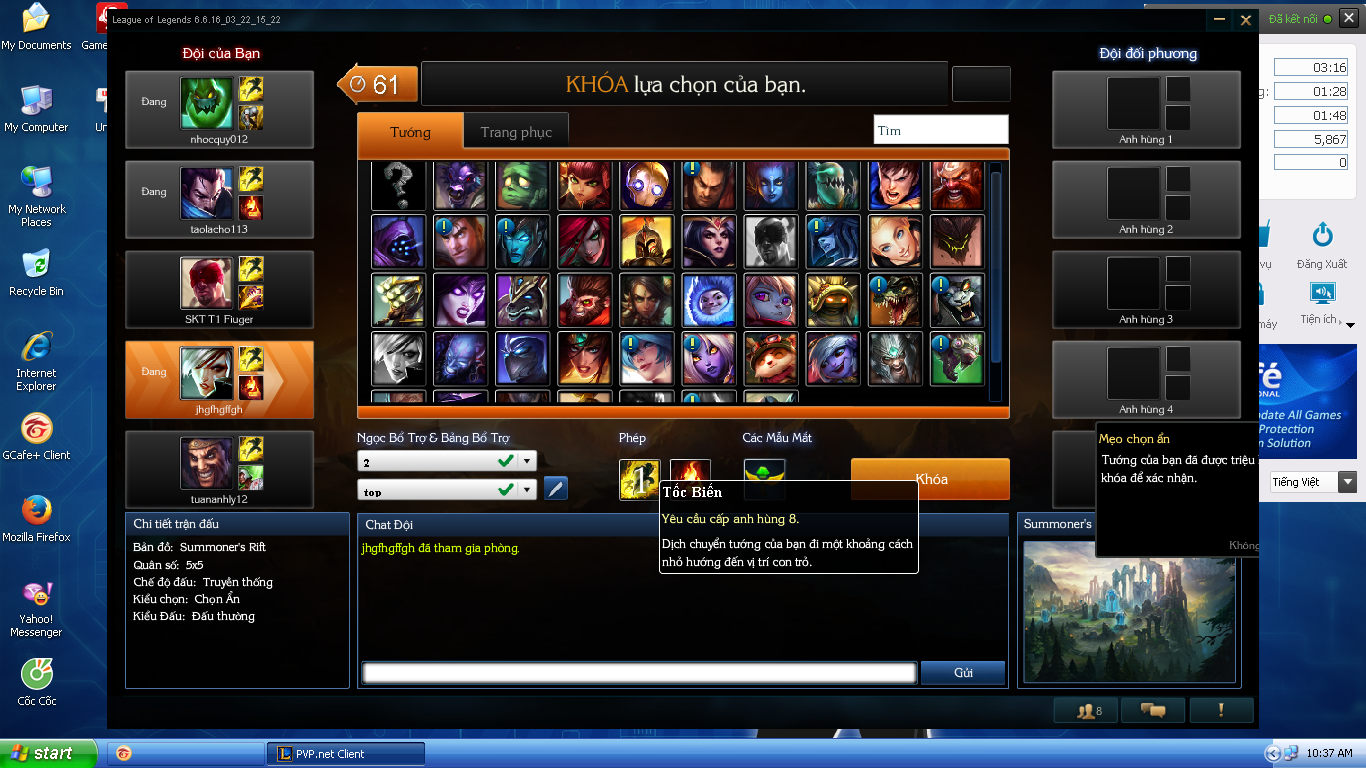 My Documents
Game
My Computer
Un
My Network
Places
Recycle Bin
Internet
Explorer
GCafe+ Client
Mozilla Firefox
Yahoo!
Messenger
Cốc Cốc
League of Legends 6.6.16_03_22_15_22
Đội của Bạn
Đang
nhocquy012
Đang
taolacho113
SKT T1 Fiuger
Đang
jhgfhgffgh
tuananhly12
61
KHÓA lựa chọn của bạn.
Tướng
Trang phục
Tìm
Đội đối phương
Anh hùng 1
Anh hùng 2
Anh hùng 3
Anh hùng 4
Ngọc Bổ Trợ & Bảng Bổ Trợ
2
top
Phép
1
Các Mẫu Mắt
Khóa
Tốc Biến
Yêu cầu cấp anh hùng 8.
Dịch chuyển tướng của bạn đi một khoảng cách
nhỏ hướng đến vị trí con trỏ.
Mẹo chọn ẩn
Tướng của bạn đã được triệu
khóa để xác nhận.
Không
Chi tiết trận đấu
Bản đồ: Summoner's Rift
Quân số: 5x5
Chế độ đấu: Truyền thống
Kiểu chọn: Chọn Ẩn
Kiểu Đấu: Đấu thường
Chat Đội
jhgfhgffgh đã tham gia phòng.
Gửi
Summoner's
8
Đã kết nối
03:16
01:28
01:48
5,867
0
g:
vụ
Đăng Xuất
máy
Tiện ích
fé
ONAL
pdate All Games
Protection
n Solution
Tiếng Việt
start
PVP.net Client
10:37 AM